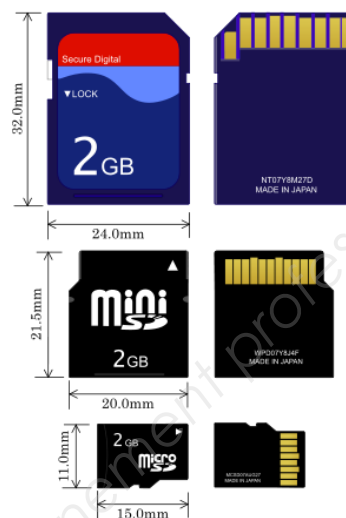 Secure Digital
▼LOCK
2GB
32.0mm
24.0mm
NT07Y8M27D
MADE IN JAPAN
mini
SD
2GB
21.5mm
20.0mm
WPD07Y8J4F
MADE IN JAPAN
2GB
micro
SD
11.0mm
15.0mm
MADE IN JAPAN